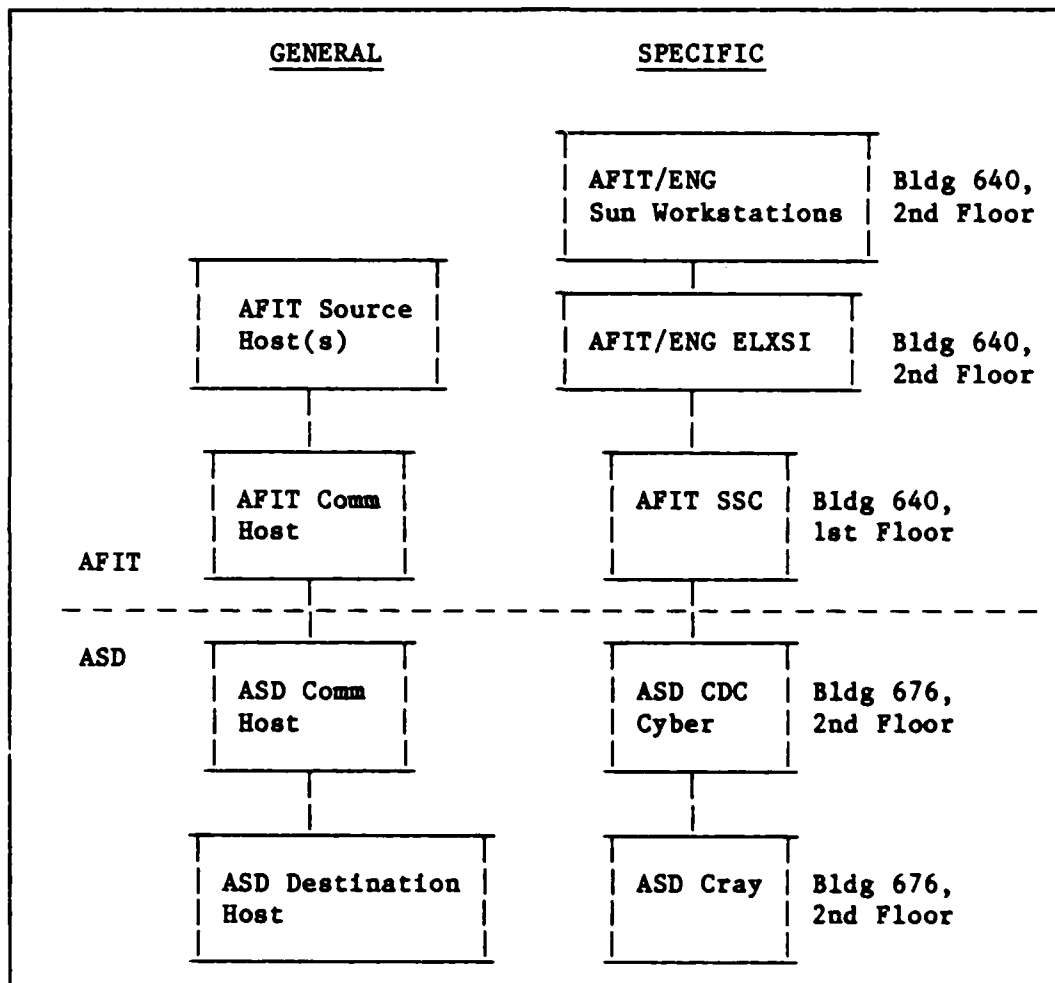 GENERAL SPECIFIC
AFIT/ENG
Sun Workstations
Bldg 640,
2nd Floor
AFIT Source
Host(s)
AFIT/ENG ELXSI
Bldg 640,
2nd Floor
AFIT Comm
Host
AFIT SSC
Bldg 640,
1st Floor
AFIT
ASD
ASD Comm
Host
ASD CDC
Cyber
Bldg 676,
2nd Floor
ASD Destination
Host
ASD Cray
Bldg 676,
2nd Floor